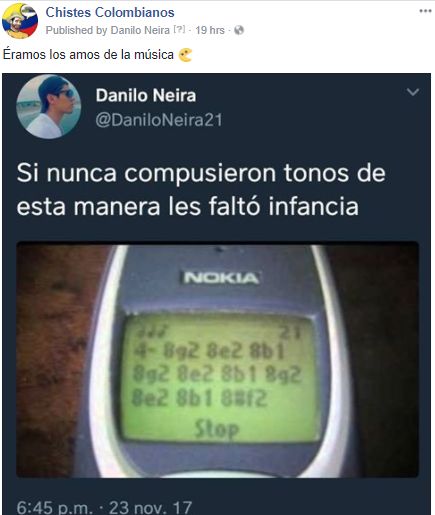 Chistes Colombianos
Published by Danilo Neira [?] · 19 hrs ·
Éramos los amos de la música
Danilo Neira
@DaniloNeira21
Si nunca compusieron tonos de
esta manera les faltó infancia
NOKIA
21
4- 8g2 8e2 8b1
8g2 8e2 8b1 8g2
8e2 8b1 8#f2
Stop
6:45 p.m. · 23 nov. 17